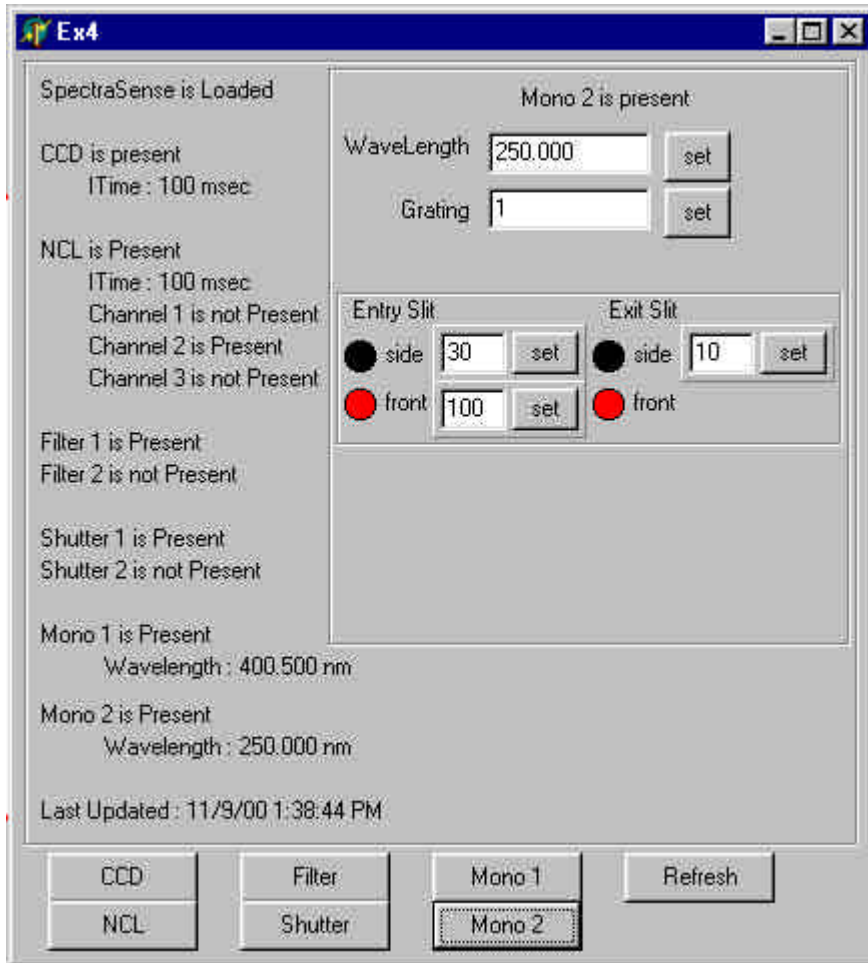 Ex4
SpectraSense is Loaded
CCD is present
ITime : 100 msec
NCL is Present
ITime : 100 msec
Channel 1 is not Present
Channel 2 is Present
Channel 3 is not Present
Filter 1 is Present
Filter 2 is not Present
Shutter 1 is Present
Shutter 2 is not Present
Mono 1 is Present
Wavelength : 400.500 nm
Mono 2 is Present
Wavelength : 250.000 nm
Last Updated : 11/9/00 1:38:44 PM
Mono 2 is present
WaveLength 250.000 set
Grating 1 set
Entry Slit Exit Slit
side 30 set side 10 set
front 100 set front
CCD Filter Mono 1 Refresh
NCL Shutter Mono 2